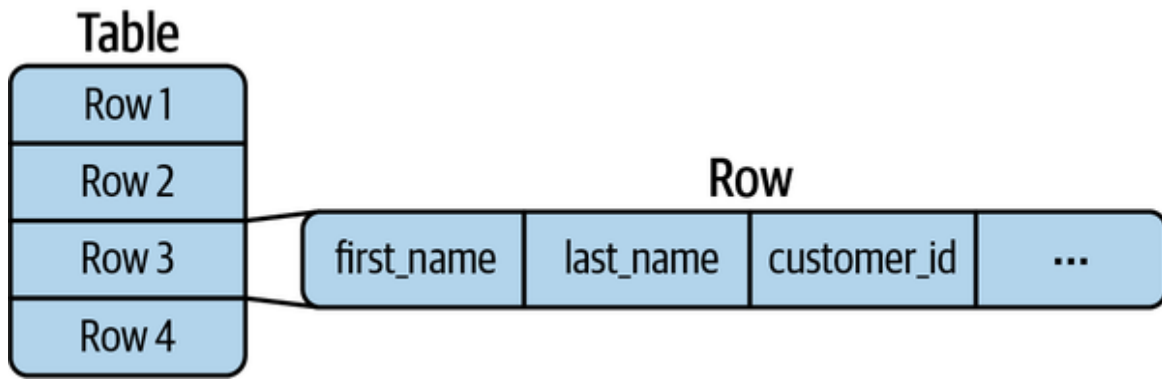 Table
Row 1
Row 2
Row 3
Row 4
Row
first_name last_name customer_id ...